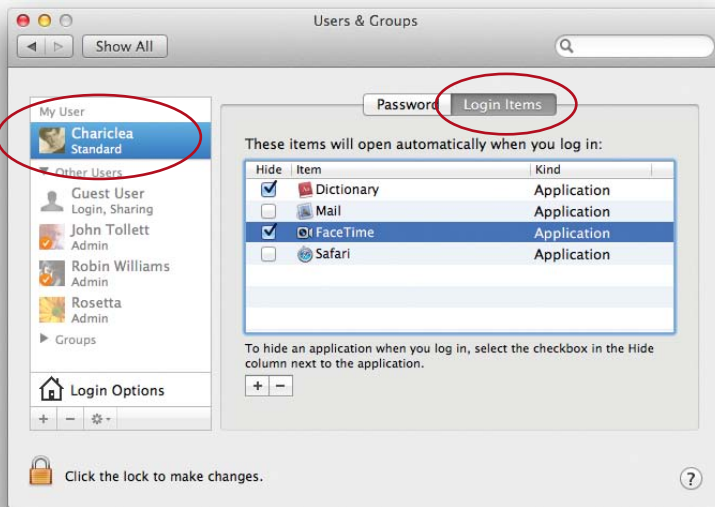 Users & Groups
Show All
My User
Chariclea
Standard
Other Users
Guest User
Login, Sharing
John Tollett
Admin
Robin Williams
Admin
Rosetta
Admin
Groups
Login Options
Password
Login Items
These items will open automatically when you log in:
Hide Item Kind
Dictionary Application
Mail Application
FaceTime Application
Safari Application
To hide an application when you log in, select the checkbox in the Hide
column next to the application.
+ −
+ −
Click the lock to make changes.
?